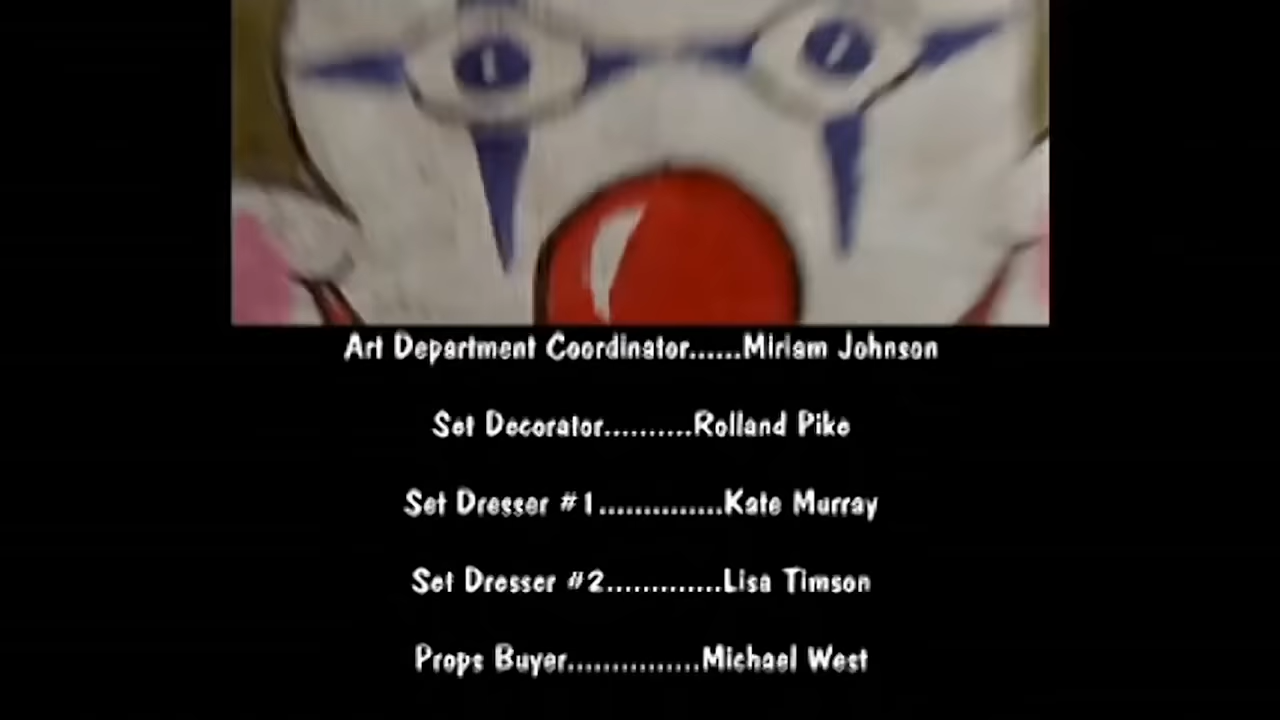 Art Department Coordinator......Miriam Johnson
Set Decorator..........Rolland Pike
Set Dresser #1..............Kate Murray
Set Dresser #2.............Lisa Timson
Props Buyer...............Michael West